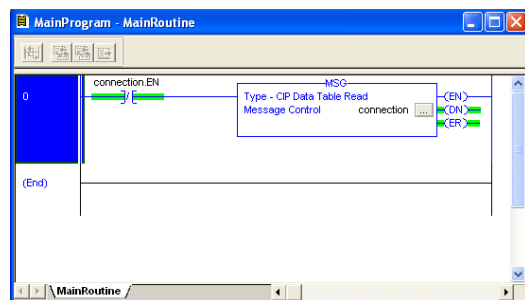 MainProgram - MainRoutine
connection.EN
MSG
0
Type - CIP Data Table Read
Message Control connection ...
(EN)
(DN)
(ER)
(End)
MainRoutine